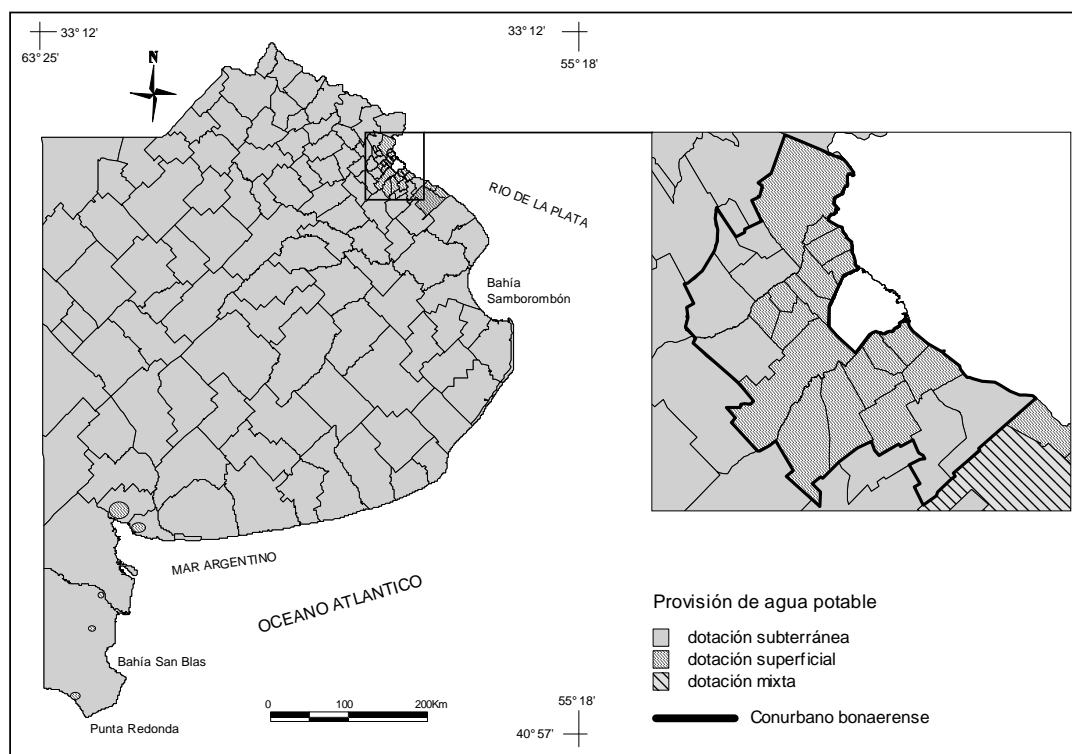 33° 12'
63° 25'
33° 12'
55° 18'
N
RIO DE LA PLATA
Bahía
Samborombón
MAR ARGENTINO
OCEANO ATLANTICO
Bahía San Blas
Punta Redonda
0 100 200Km
55° 18'
40° 57'
Provisión de agua potable
dotación subterránea
dotación superficial
dotación mixta
Conurbano bonaerense